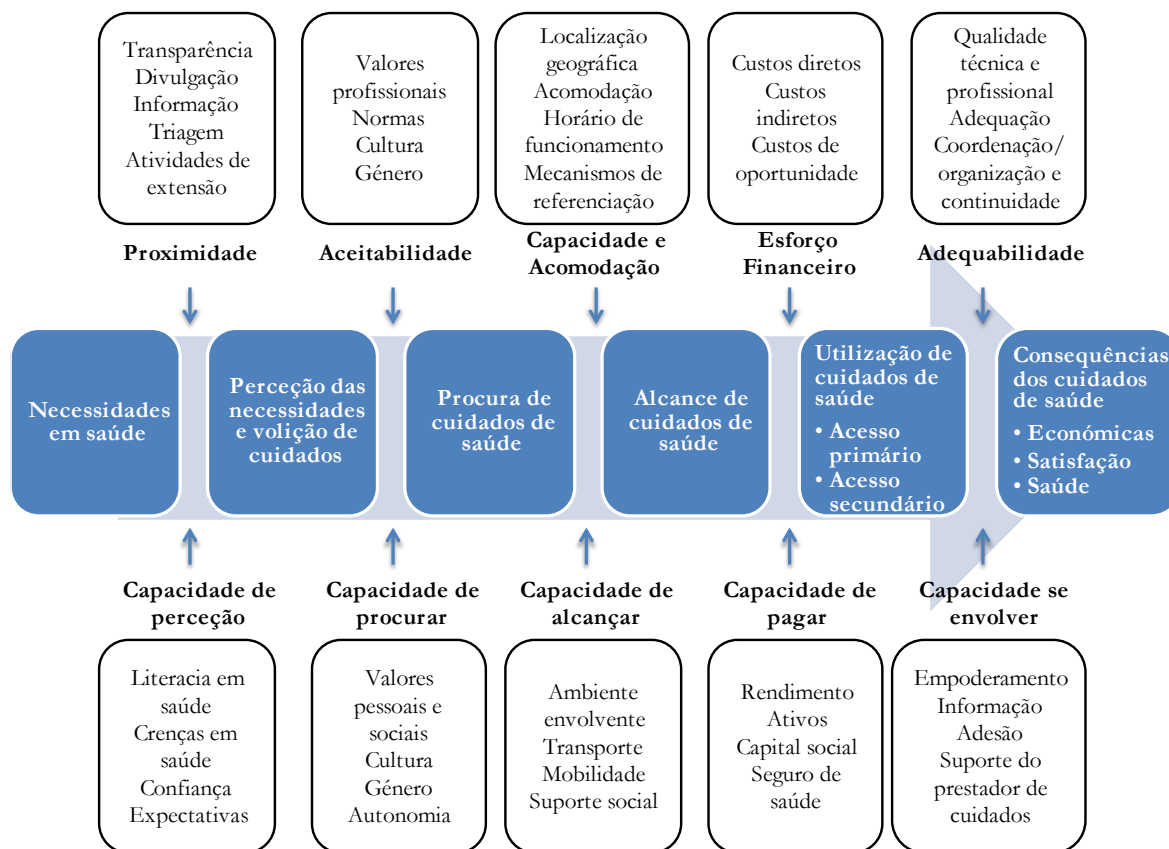 Transparência
Divulgação
Informação
Triagem
Atividades de
extensão
Valores
profissionais
Normas
Cultura
Género
Localização
geográfica
Acomodação
Horário de
funcionamento
Mecanismos de
referenciação
Custos diretos
Custos
indiretos
Custos de
oportunidade
Qualidade
técnica e
profissional
Adequação
Coordenação/
organização e
continuidade
Proximidade
Aceitabilidade
Capacidade e
Acomodação
Esforço
Financeiro
Adequabilidade
Necessidades
em saúde
Perceção das
necessidades
e volição de
cuidados
Procura de
cuidados de
saúde
Alcance de
cuidados de
saúde
Utilização de
cuidados de
saúde
• Acesso
primário
• Acesso
secundário
Consequências
dos cuidados
de saúde
• Económicas
• Satisfação
• Saúde
Capacidade de
perceção
Capacidade de
procurar
Capacidade de
alcançar
Capacidade de
pagar
Capacidade se
envolver
Literacia em
saúde
Crenças em
saúde
Confiança
Expectativas
Valores
pessoais e
sociais
Cultura
Género
Autonomia
Ambiente
envolvente
Transporte
Mobilidade
Suporte social
Rendimento
Ativos
Capital social
Seguro de
saúde
Empoderamento
Informação
Adesão
Suporte do
prestador de
cuidados